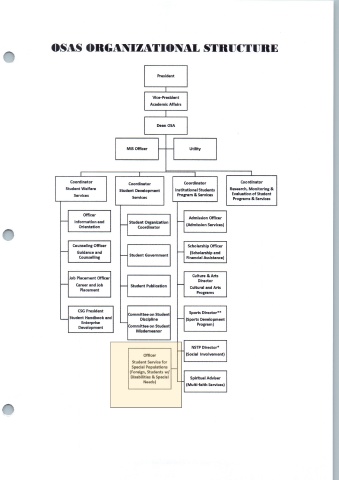 OSAS ORGANIZATIONAL STRUCTURE
President
Vice-President
Academic Affairs
Dean OSA
MIS Officer
Utility
Coordinator
Student Welfare
Services
Coordinator
Student Development
Services
Coordinator
Institutional Students
Program & Services
Coordinator
Research, Monitoring &
Evaluation of Student
Programs & Services
Officer
Information and
Orientation
Student Organization
Coordinator
Admission Officer
(Admission Services)
Counseling Officer
Guidance and
Counseling
Student Government
Scholarship Officer
(Scholarship and
Financial Assistance)
Job Placement Officer
Career and Job
Placement
Student Publication
Culture & Arts
Director
Cultural and Arts
Programs
CSG President
Student Feedback and
Enterprise
Development
Committee on Student
Discipline
Committee on Student
Misdemeanor
Sports Director**
(Sports Development
Program)
Officer
Student Service for
Special Populations
(Foreign, Students w/
Disabilities & Special
Needs)
NSTP Director*
(Social Involvement)
Spiritual Adviser
(Multi-faith Services)